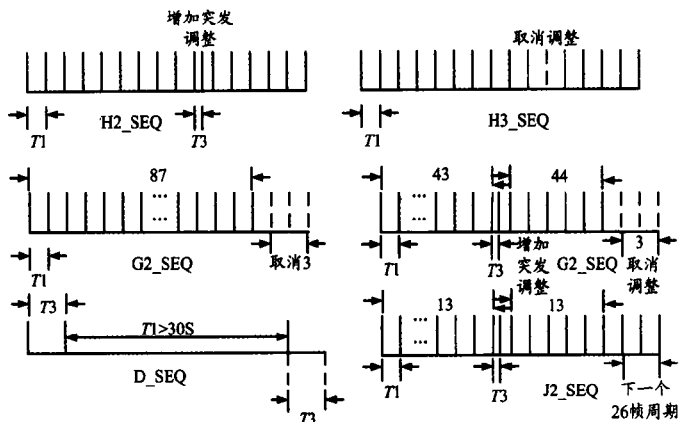 增加突发
调整
T1
H2_SEQ
T3
取消调整
T1
H3_SEQ
87
...
...
T1
G2_SEQ
取消3
43
44
...
...
T1
T3
增加
突发
调整
G2_SEQ
3
取消
调整
T3
T1>30S
D_SEQ
T3
13
13
...
...
T1
T3
J2_SEQ
下一个
26帧周期